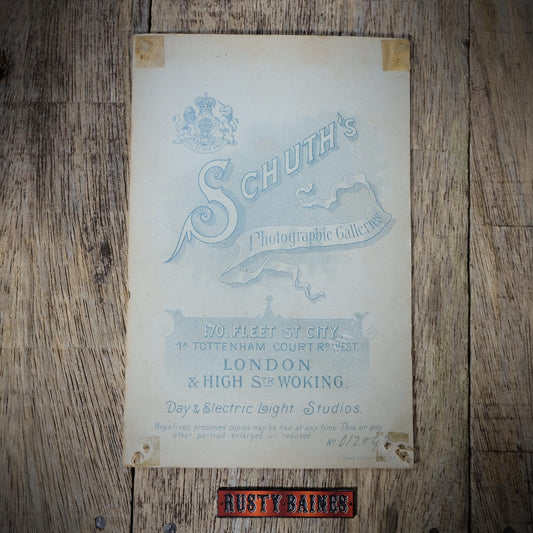 SCHUTH'S
Photographic Galleries
170, FLEET ST CITY.
1A TOTTENHAM COURT RD WEST.
LONDON
& HIGH STR WOKING.
Day & Electric Light Studios.
Negatives preserved copies may be had at any time This or any
other portrait enlarged or reduced
No
RUSTY-BAINES